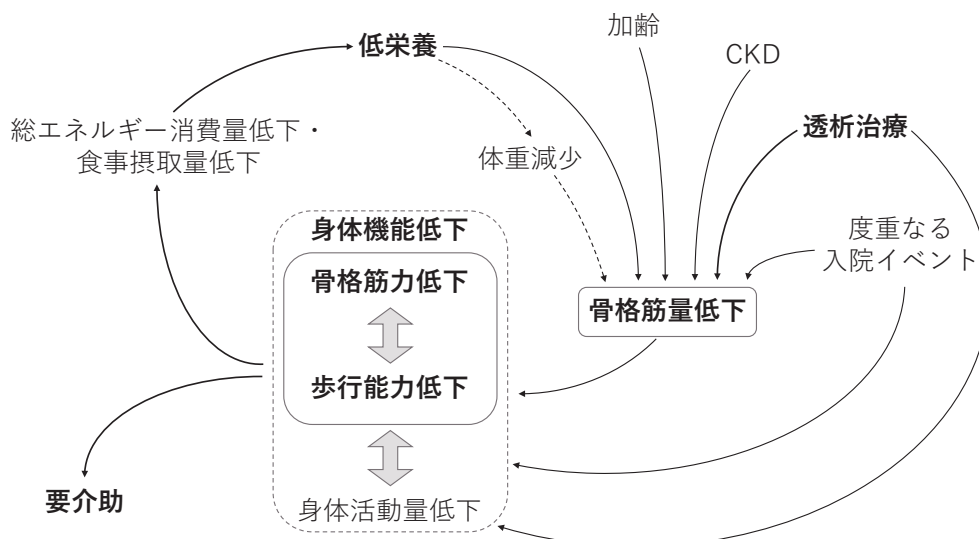 加齢
低栄養
CKD
総エネルギー消費量低下・
食事摂取量低下
体重減少
透析治療
度重なる
入院イベント
身体機能低下
骨格筋力低下
骨格筋量低下
歩行能力低下
要介助
身体活動量低下